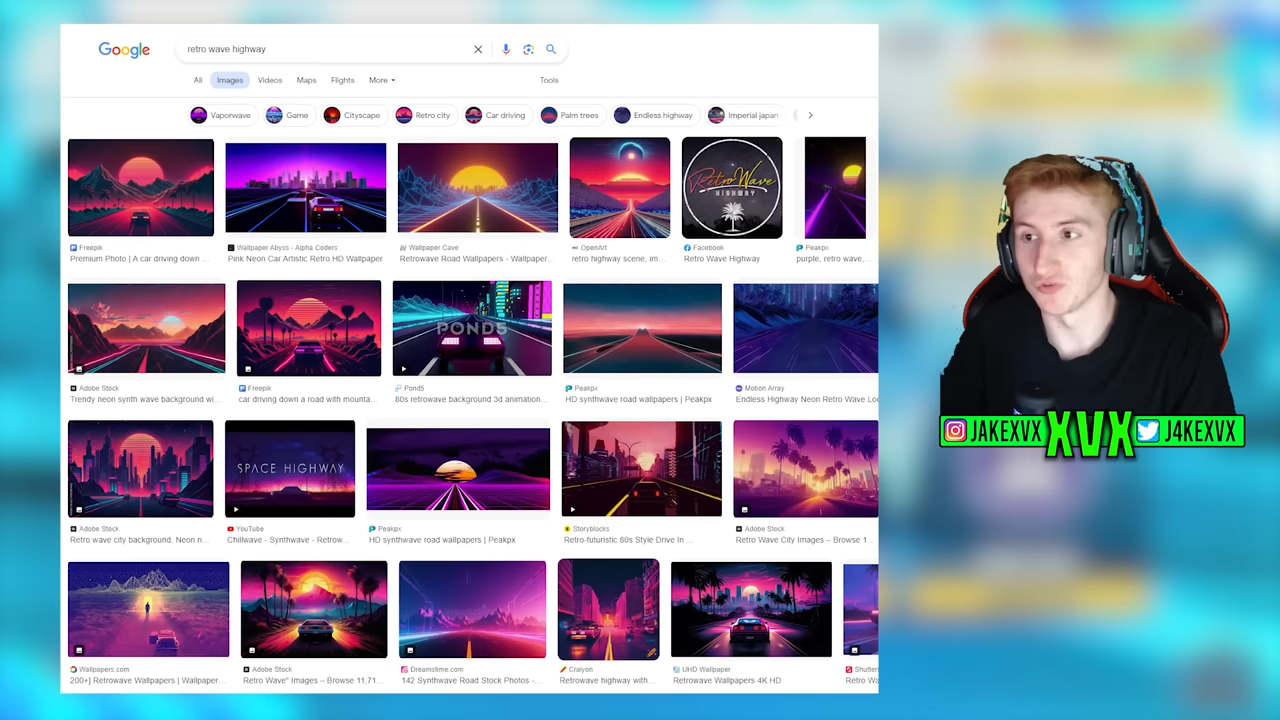 Google
retro wave highway
All Images Videos Maps Flights More Tools
Vaporwave Game Cityscape Retro city Car driving Palm trees Endless highway Imperial japan
Retro Wave
HIGHWAY
Freepik Wallpaper Abyss - Alpha Coders Wallpaper Cave OpenArt Facebook Peakpx
Premium Photo | A car driving down ... Pink Neon Car Artistic Retro HD Wallpaper Retrowave Road Wallpapers - Wallpaper... retro highway scene, im... Retro Wave Highway purple, retro wave,...
POND5
Adobe Stock Freepik Pond5 Peakpx Motion Array
Trendy neon synth wave background wi... car driving down a road with mounta... 80s retrowave background 3d animation... HD synthwave road wallpapers | Peakpx Endless Highway Neon Retro Wave Loo
SPACE HIGHWAY
Adobe Stock YouTube Peakpx Storyblocks Adobe Stock
Retro wave city background. Neon n... Chillwave - Synthwave - Retrow... HD synthwave road wallpapers | Peakpx Retro-futuristic 80s Style Drive In ... Retro Wave City Images – Browse 1...
Wallpapers.com Adobe Stock Dreamstime.com Craiyon UHD Wallpaper Shutters
200+] Retrowave Wallpapers | Wallpaper... Retro Wave" Images – Browse 11,71... 142 Synthwave Road Stock Photos -... Retrowave highway with... Retrowave Wallpapers 4K HD Retro Wa
JAKEXVX XVX J4KEXVX